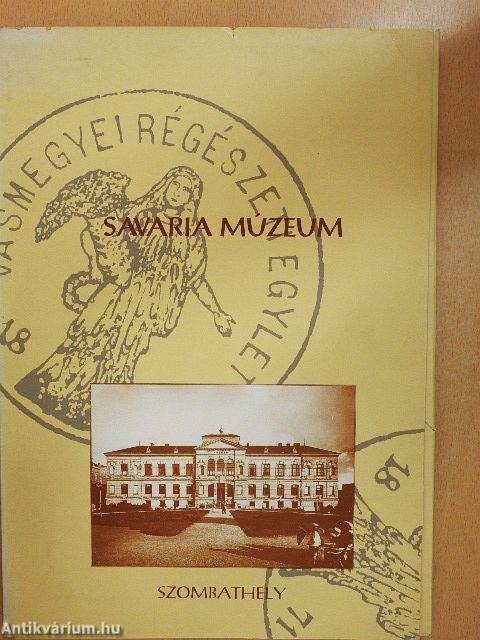 VASMEGYEI RÉGÉSZETI EGYLET
18
SAVARIA MÚZEUM
18
71
SZOMBATHELY
Antikvárium.hu